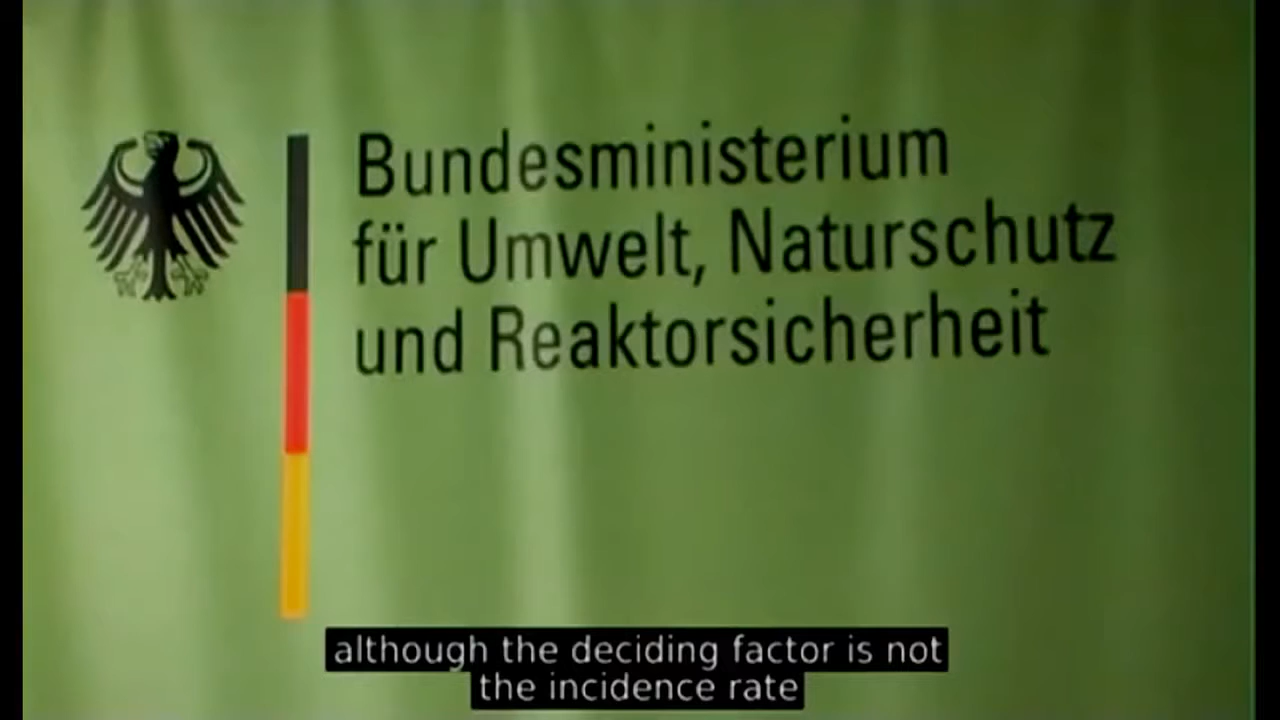 Bundesministerium
für Umwelt, Naturschutz
und Reaktorsicherheit
although the deciding factor is not
the incidence rate